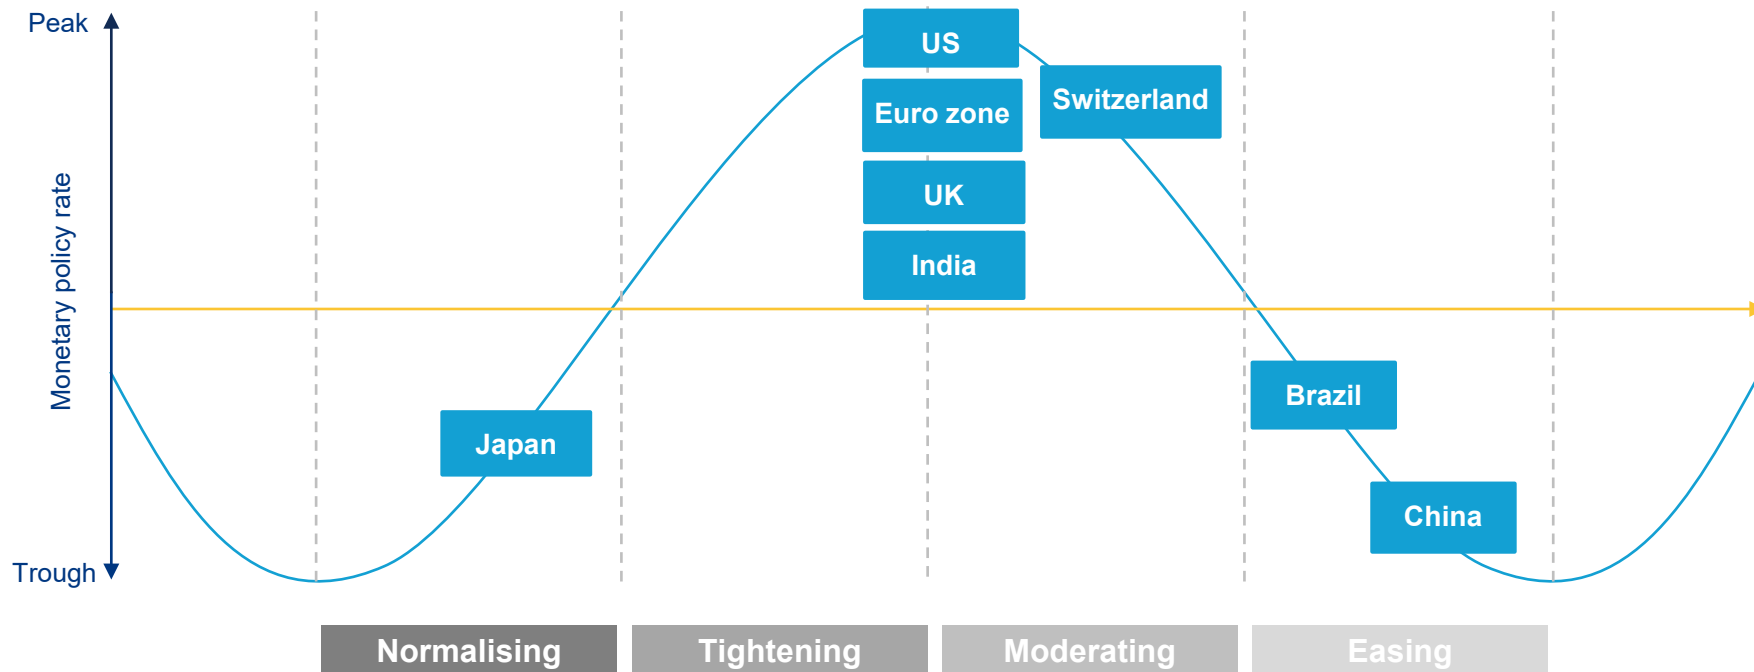 Peak
US
Switzerland
Euro zone
UK
India
Monetary policy rate
Brazil
Japan
China
Trough
Normalising
Tightening
Moderating
Easing